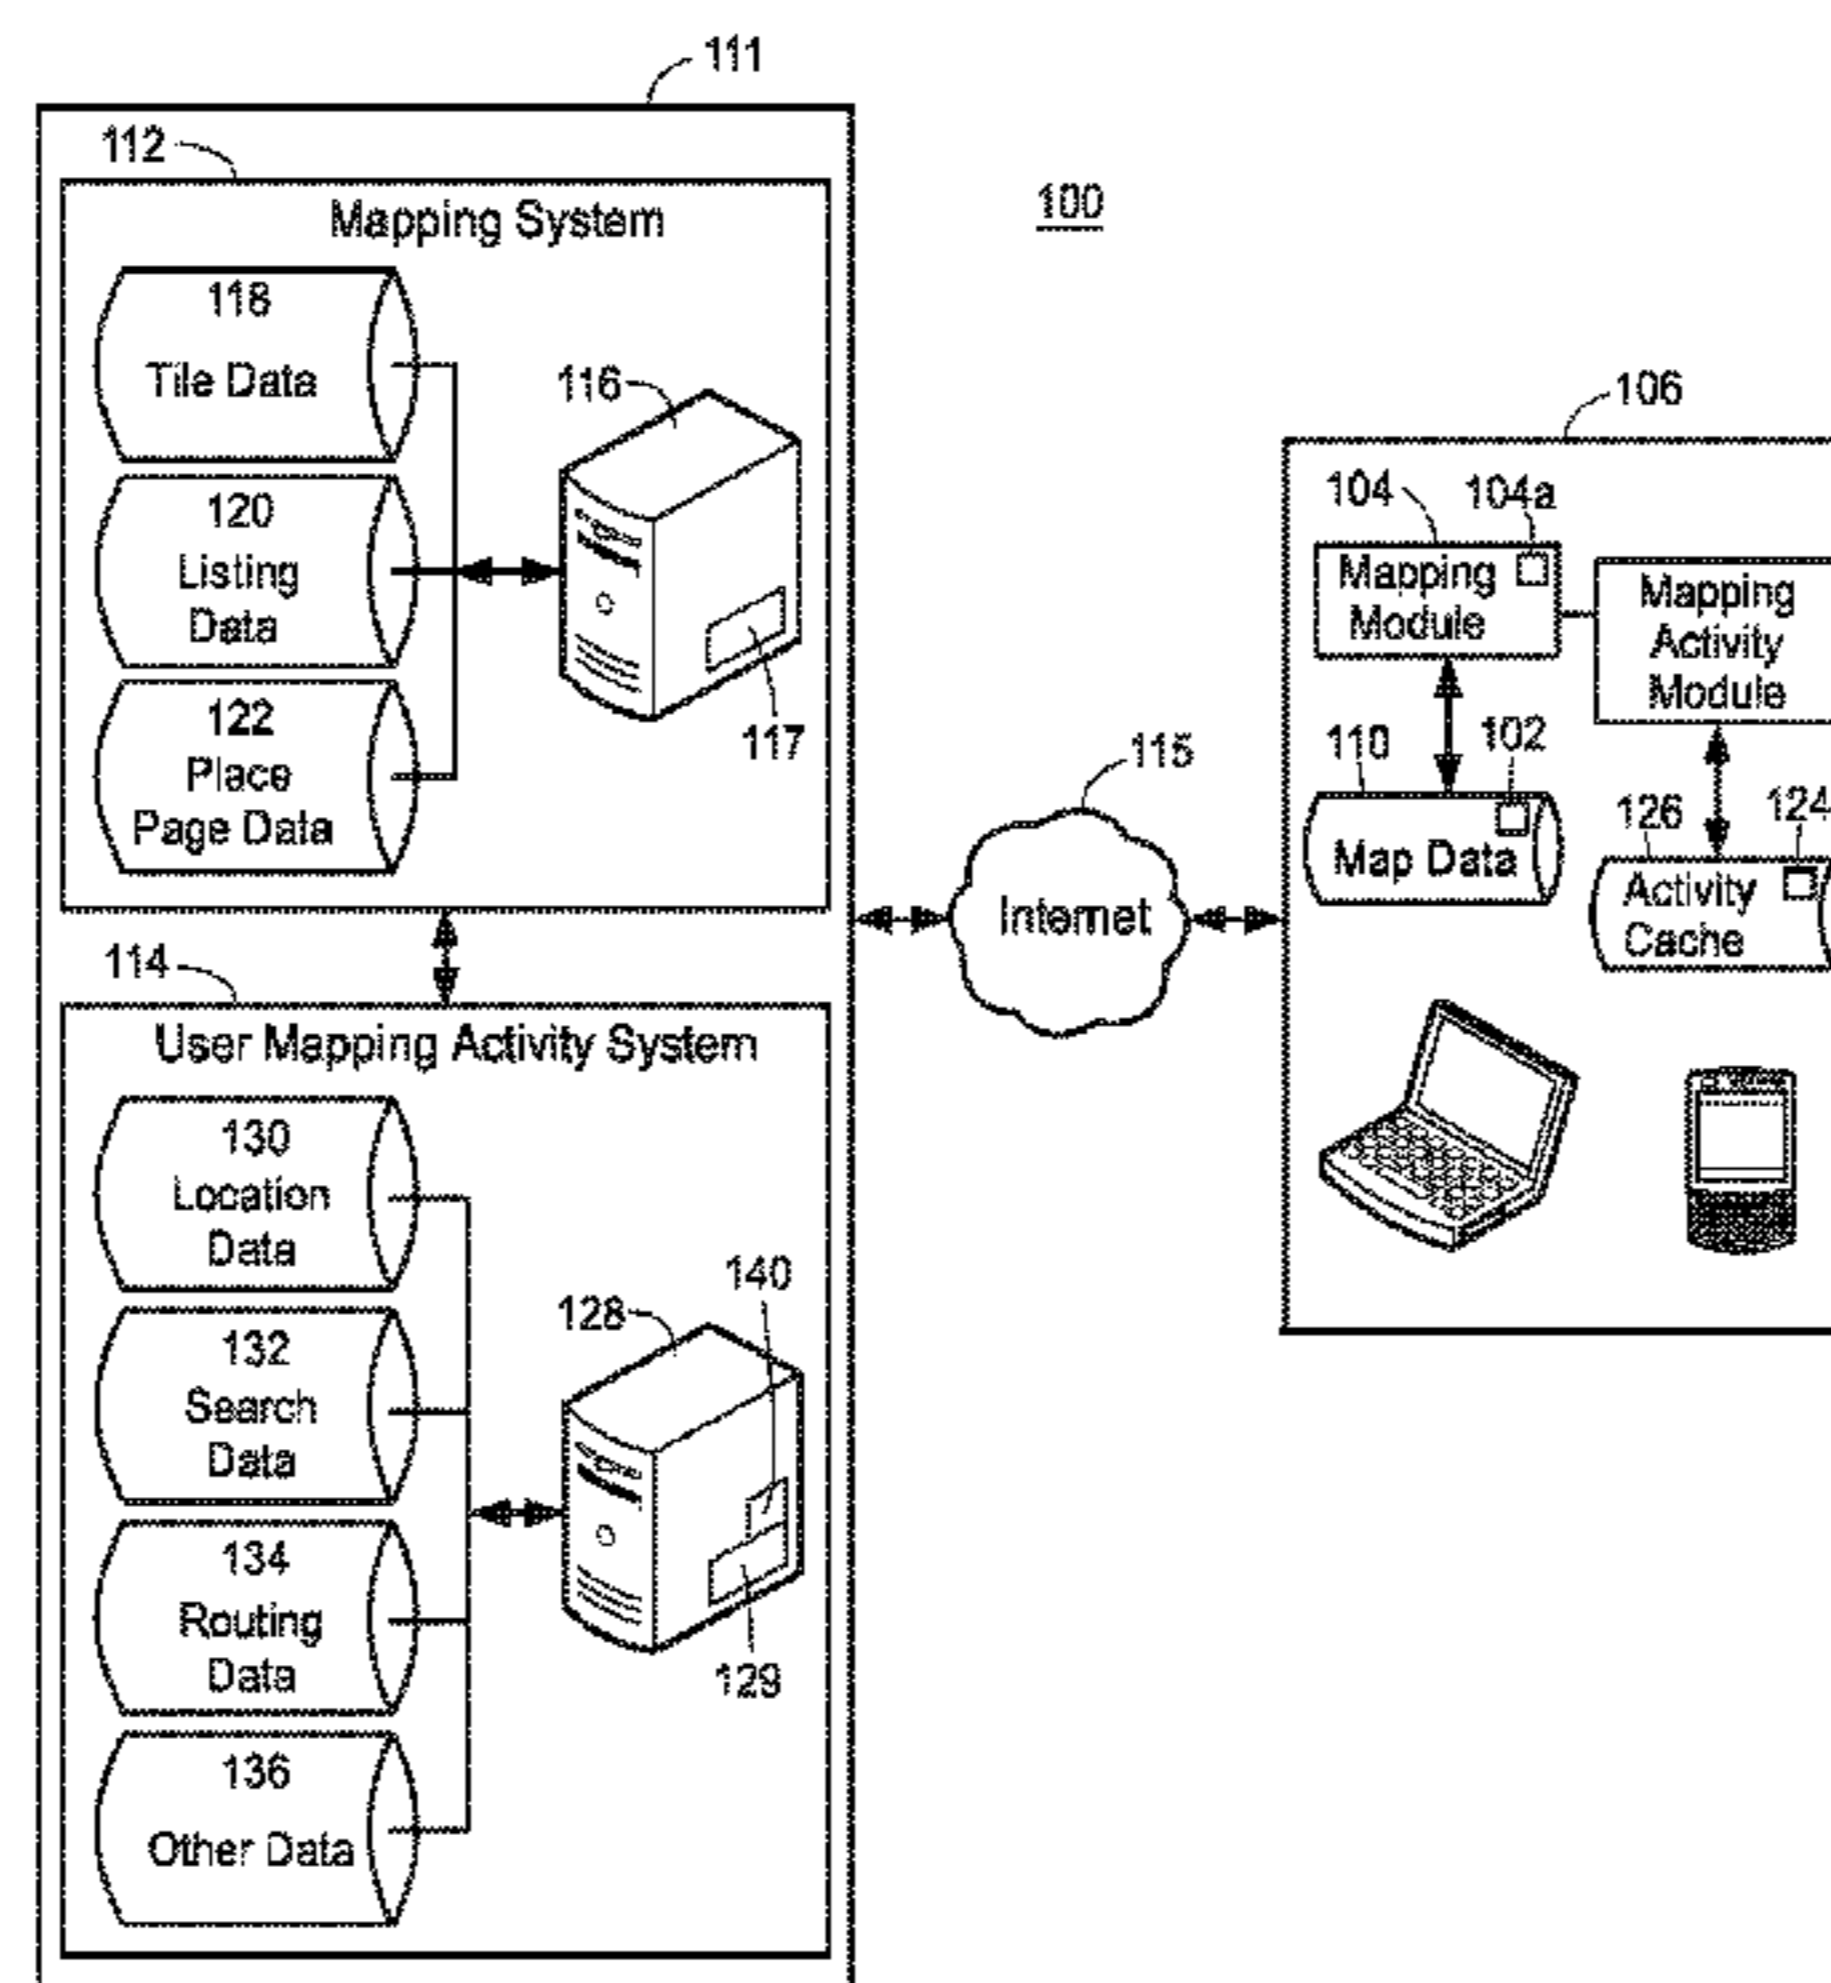 111
112
Mapping System
118
Tile Data
116
120
Listing
Data
117
122
Place
Page Data
100
106
104
104a
Mapping
Module
Mapping
Activity
Module
110
102
Map Data
126
124
Activity
Cache
115
Internet
114
User Mapping Activity System
130
Location
Data
140
128
132
Search
Data
134
Routing
Data
129
136
Other Data